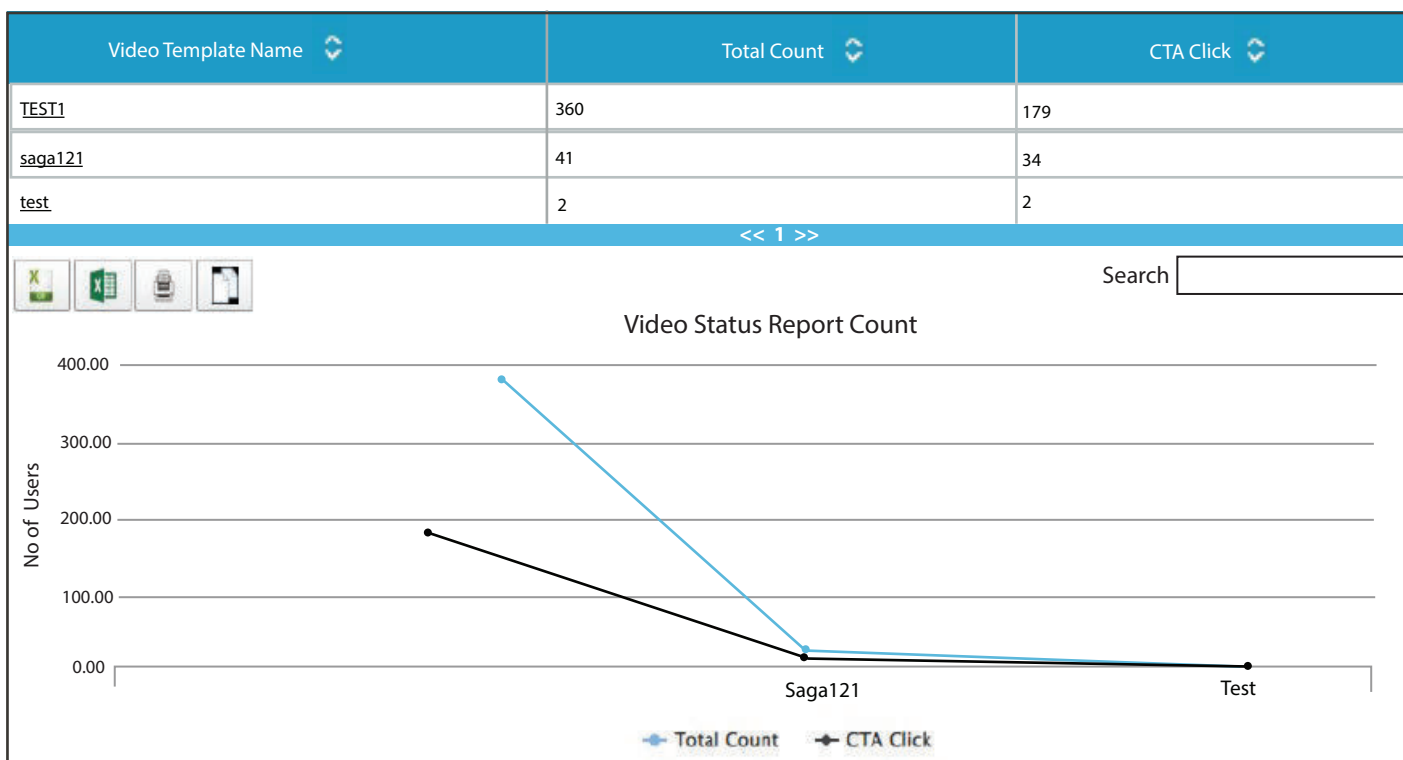 Video Template Name Total Count CTA Click
TEST1 360 179
saga121 41 34
test 2 2
<< 1 >>
Search
Video Status Report Count
400.00
300.00
200.00
100.00
0.00
No of Users
Saga121 Test
Total Count CTA Click